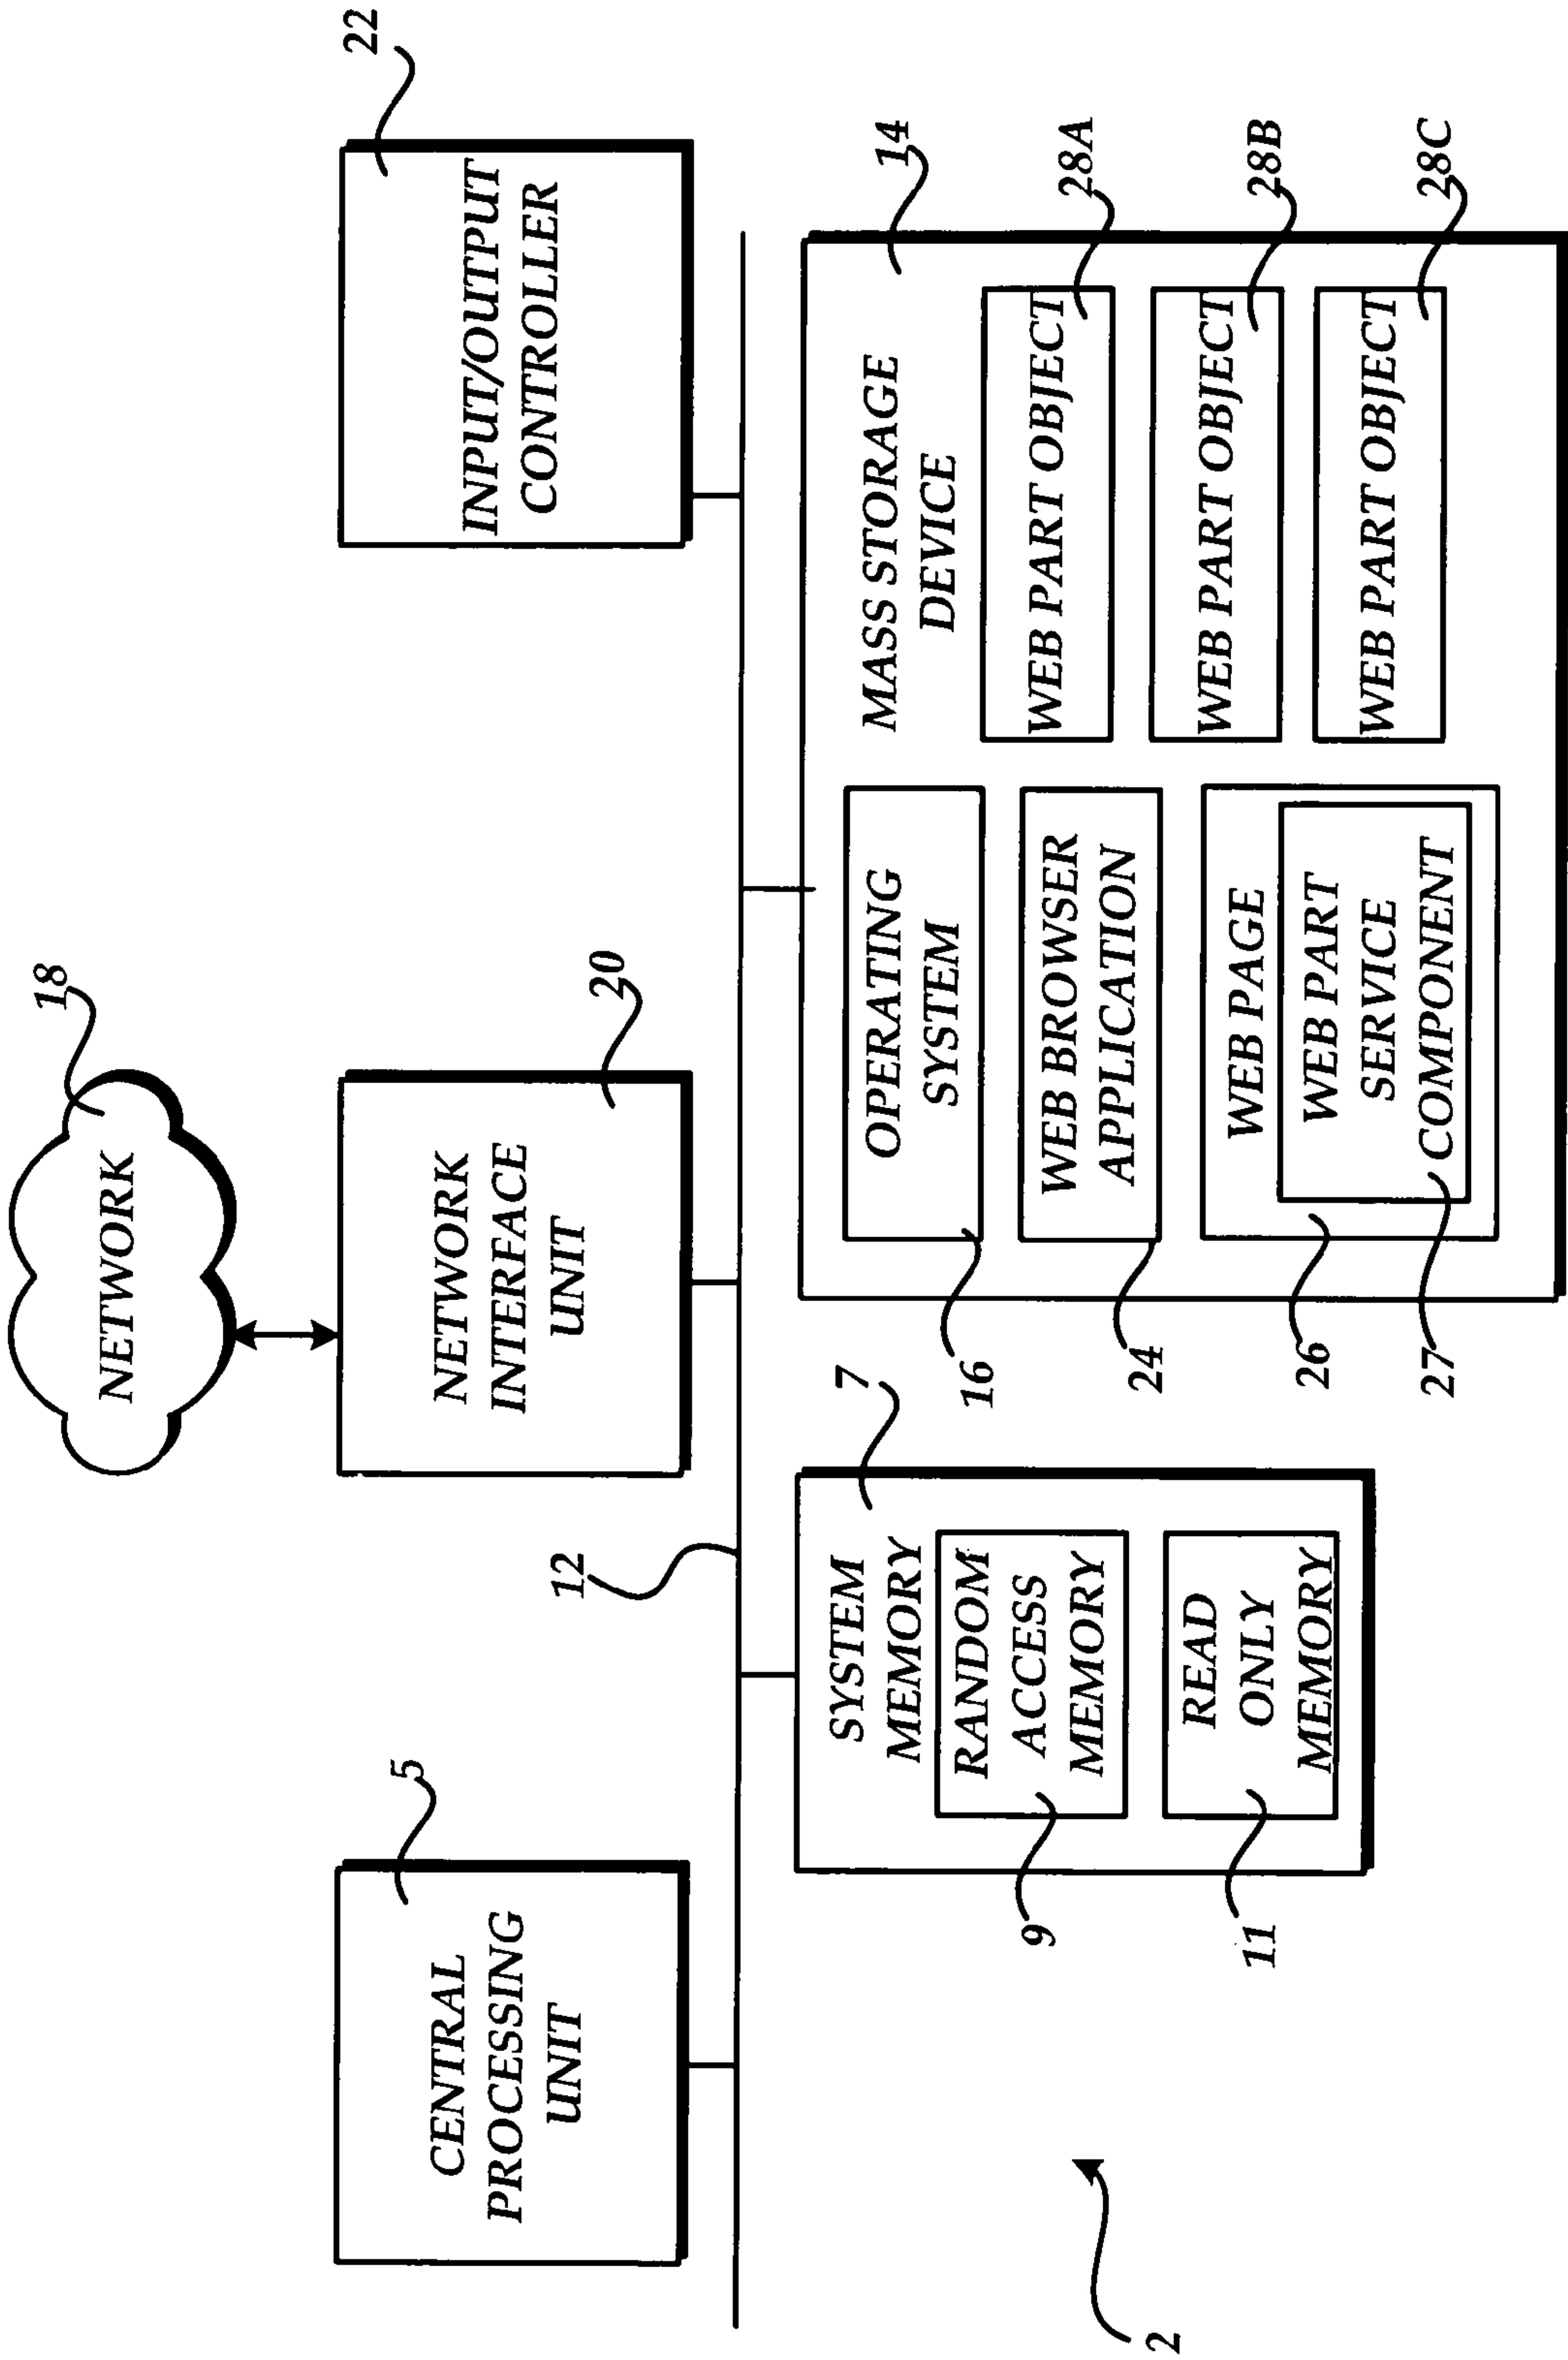 18
NETWORK
22
CENTRAL
PROCESSING
UNIT
5
NETWORK
INTERFACE
UNIT
20
INPUT/OUTPUT
CONTROLLER
12
SYSTEM
MEMORY
7
RANDOM
ACCESS
MEMORY
9
READ
ONLY
MEMORY
11
MASS STORAGE
DEVICE
14
OPERATING
SYSTEM
16
WEB BROWSER
APPLICATION
24
WEB PAGE
26
WEB PART
SERVICE
COMPONENT
27
WEB PART OBJECT
28A
WEB PART OBJECT
28B
WEB PART OBJECT
28C
2